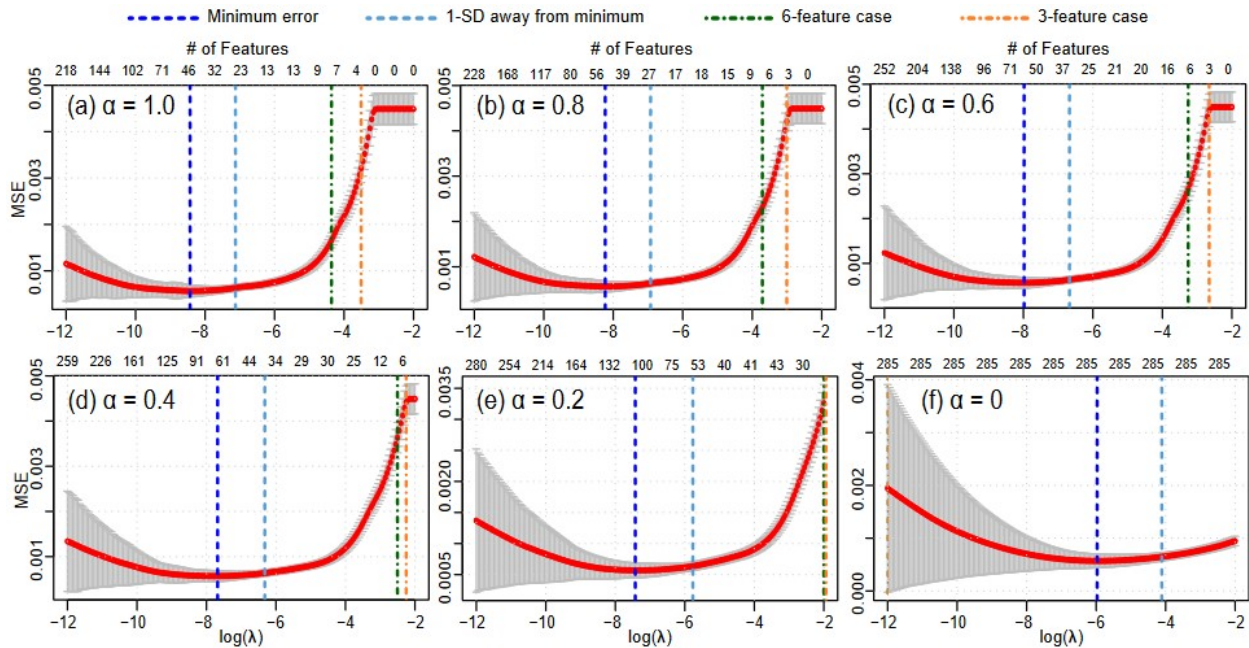 Minimum error 1-SD away from minimum 6-feature case 3-feature case
# of Features # of Features # of Features
218 144 102 71 46 32 23 13 13 9 7 4 0 0 0
228 168 117 80 56 39 27 17 18 15 9 6 3 0 0
252 204 138 96 71 50 37 25 21 20 16 6 3 0
(a) α = 1.0
(b) α = 0.8
(c) α = 0.6
MSE
0.001 0.003 0.005
0.001 0.003 0.005
0.001 0.003 0.005
−12 −10 −8 −6 −4 −2
−12 −10 −8 −6 −4 −2
−12 −10 −8 −6 −4 −2
259 226 161 125 91 61 44 34 29 30 25 12 6
280 254 214 164 132 100 75 53 40 41 43 30
285 285 285 285 285 285 285 285 285
(d) α = 0.4
(e) α = 0.2
(f) α = 0
MSE
0.001 0.003 0.005
0.0005 0.0020 0.0035
0.000 0.002 0.004
−12 −10 −8 −6 −4 −2
−12 −10 −8 −6 −4 −2
−12 −10 −8 −6 −4 −2
log(λ) log(λ) log(λ)